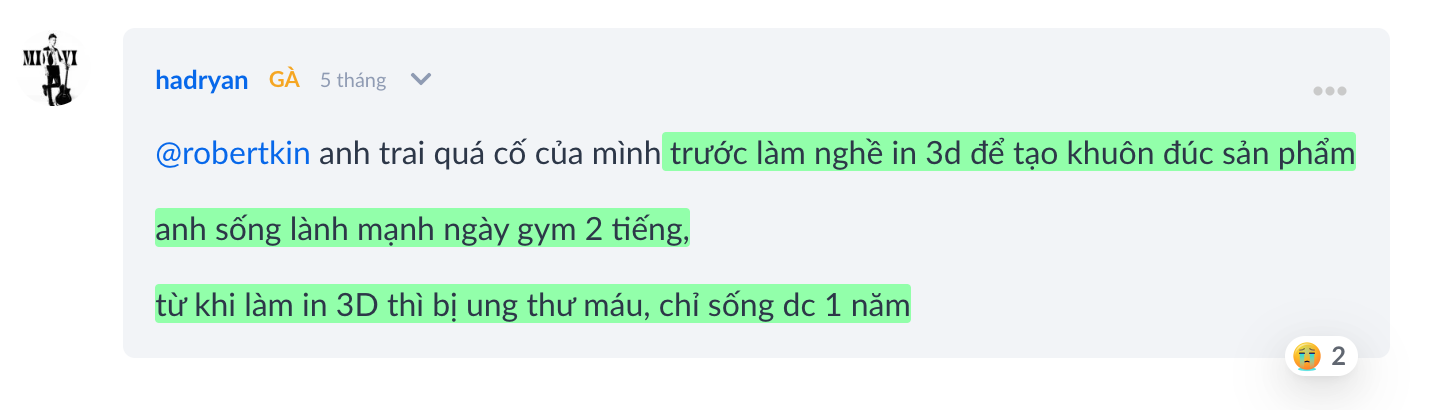 hadryan GÀ 5 tháng
@robertkin anh trai quá cố của mình trước làm nghề in 3d để tạo khuôn đúc sản phẩm
anh sống lành mạnh ngày gym 2 tiếng,
từ khi làm in 3D thì bị ung thư máu, chỉ sống dc 1 năm
2